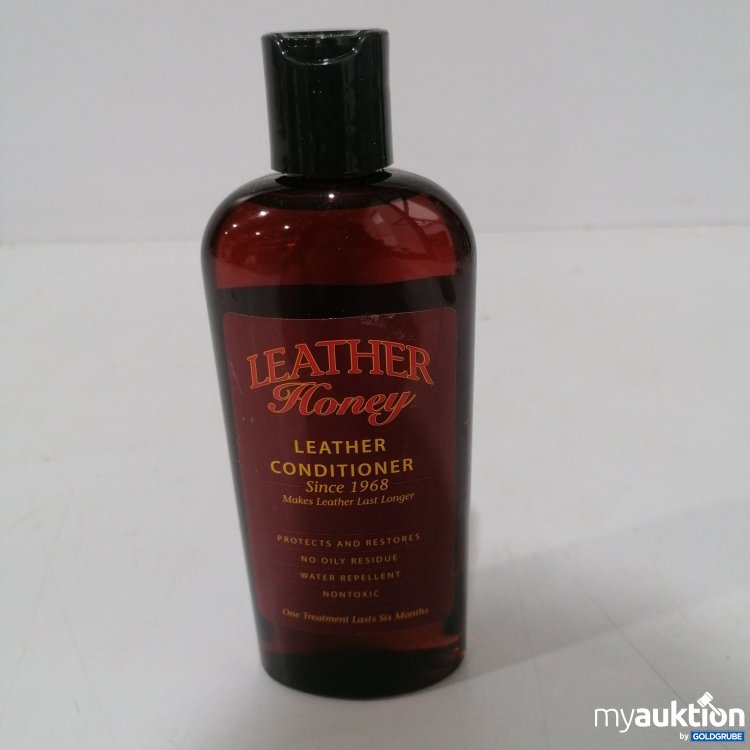 LEATHER
Honey
LEATHER
CONDITIONER
Since 1968
Makes Leather Last Longer
PROTECTS AND RESTORES
NO OILY RESIDUE
WATER REPELLENT
NONTOXIC
One Treatment Lasts Six Months
myauktion
by GOLDGRUBE